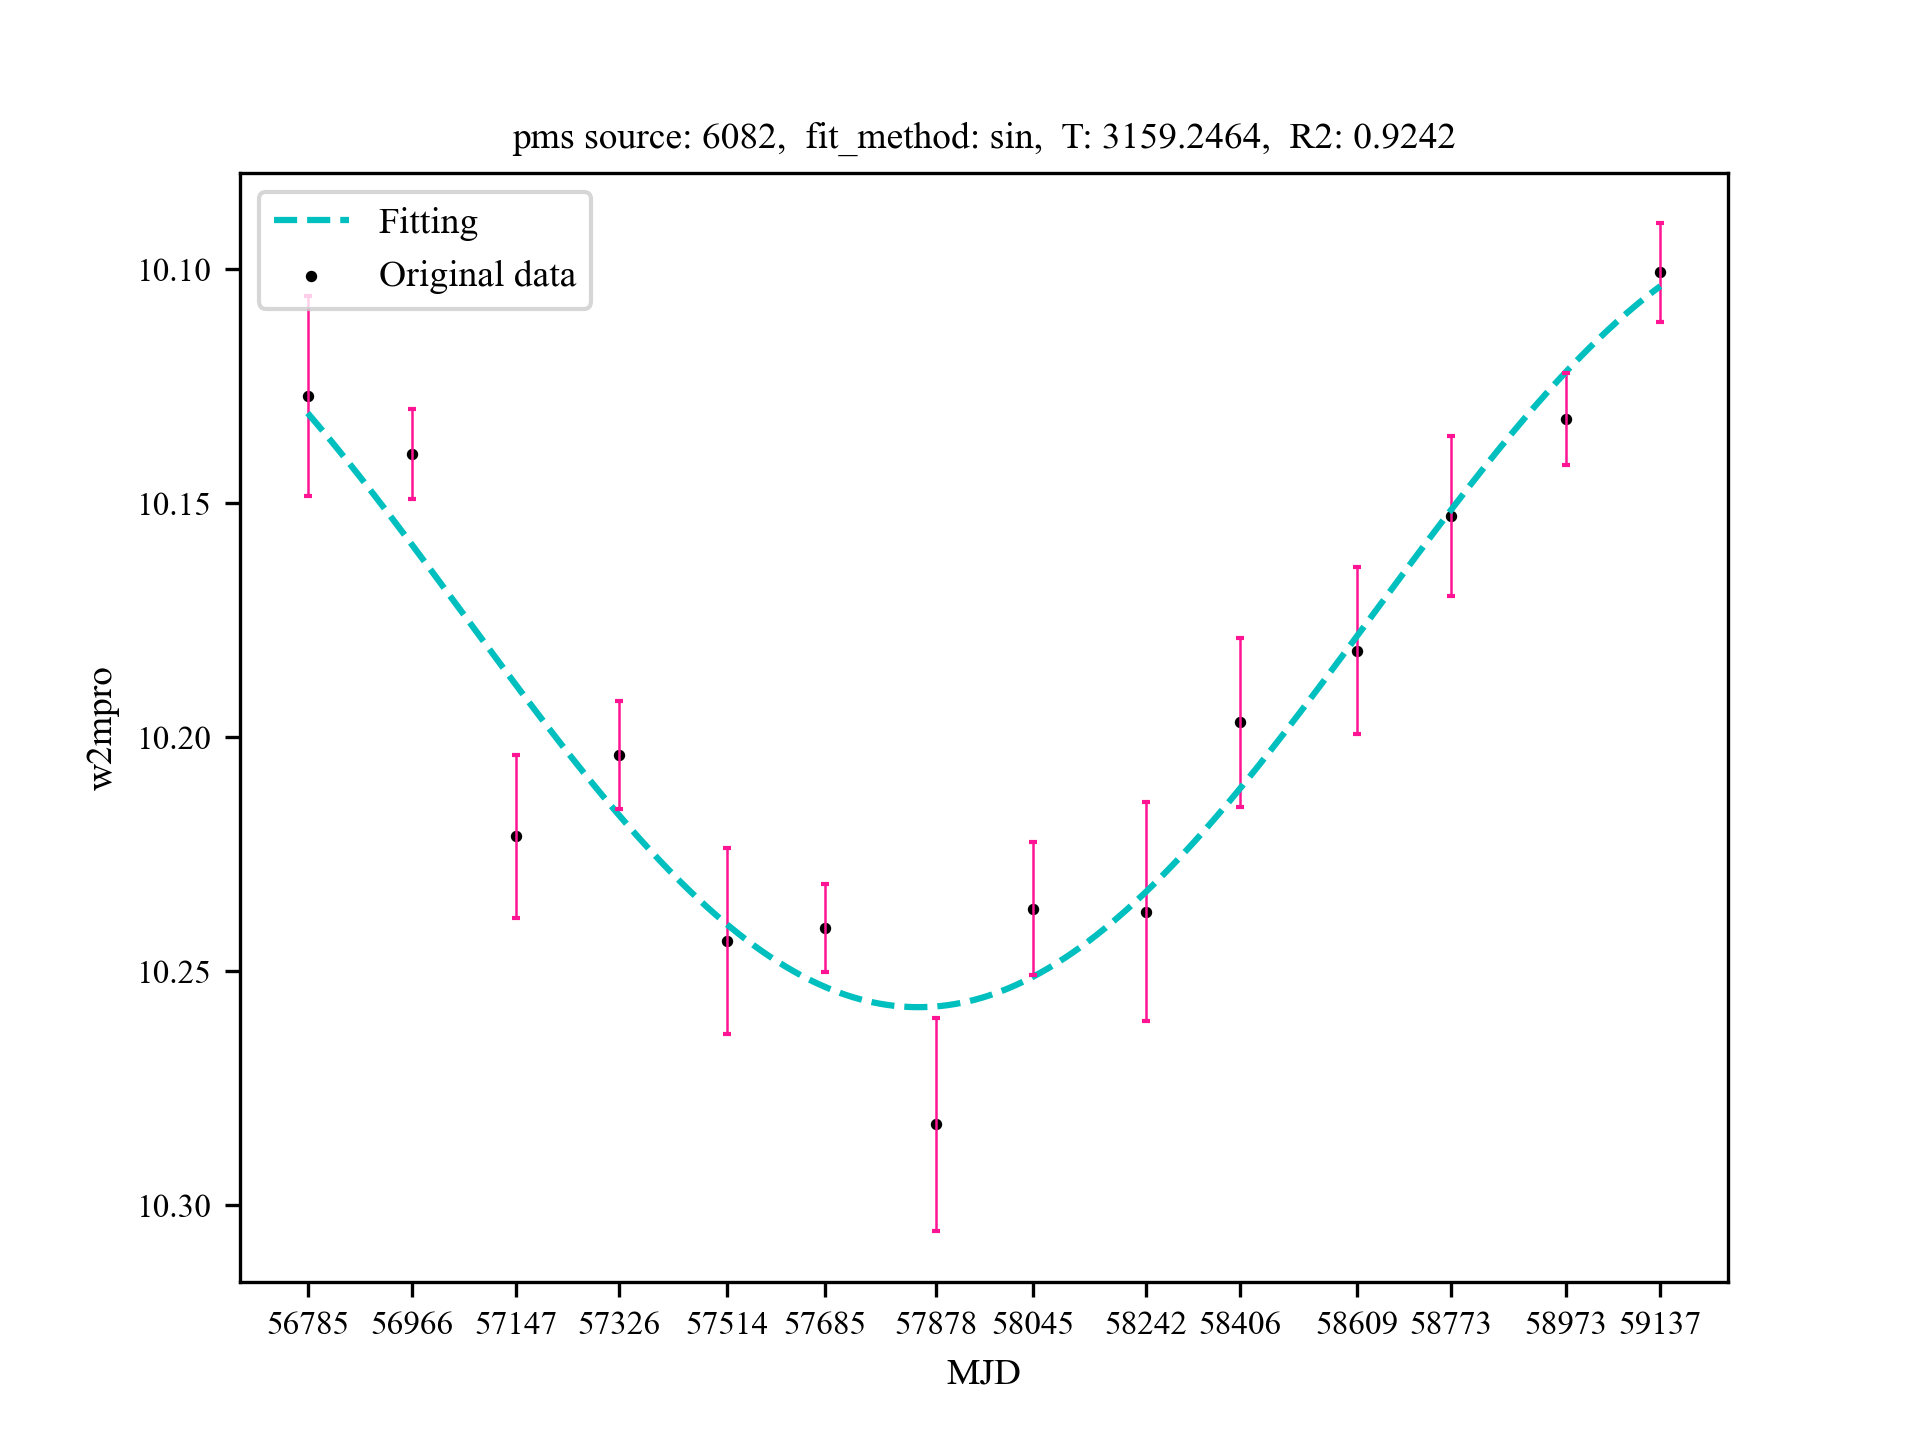 pms source: 6082, fit_method: sin, T: 3159.2464, R2: 0.9242
Fitting
Original data
10.10
10.15
10.20
10.25
10.30
w2mpro
56785 56966 57147 57326 57514 57685 57878 58045 58242 58406 58609 58773 58973 59137
MJD